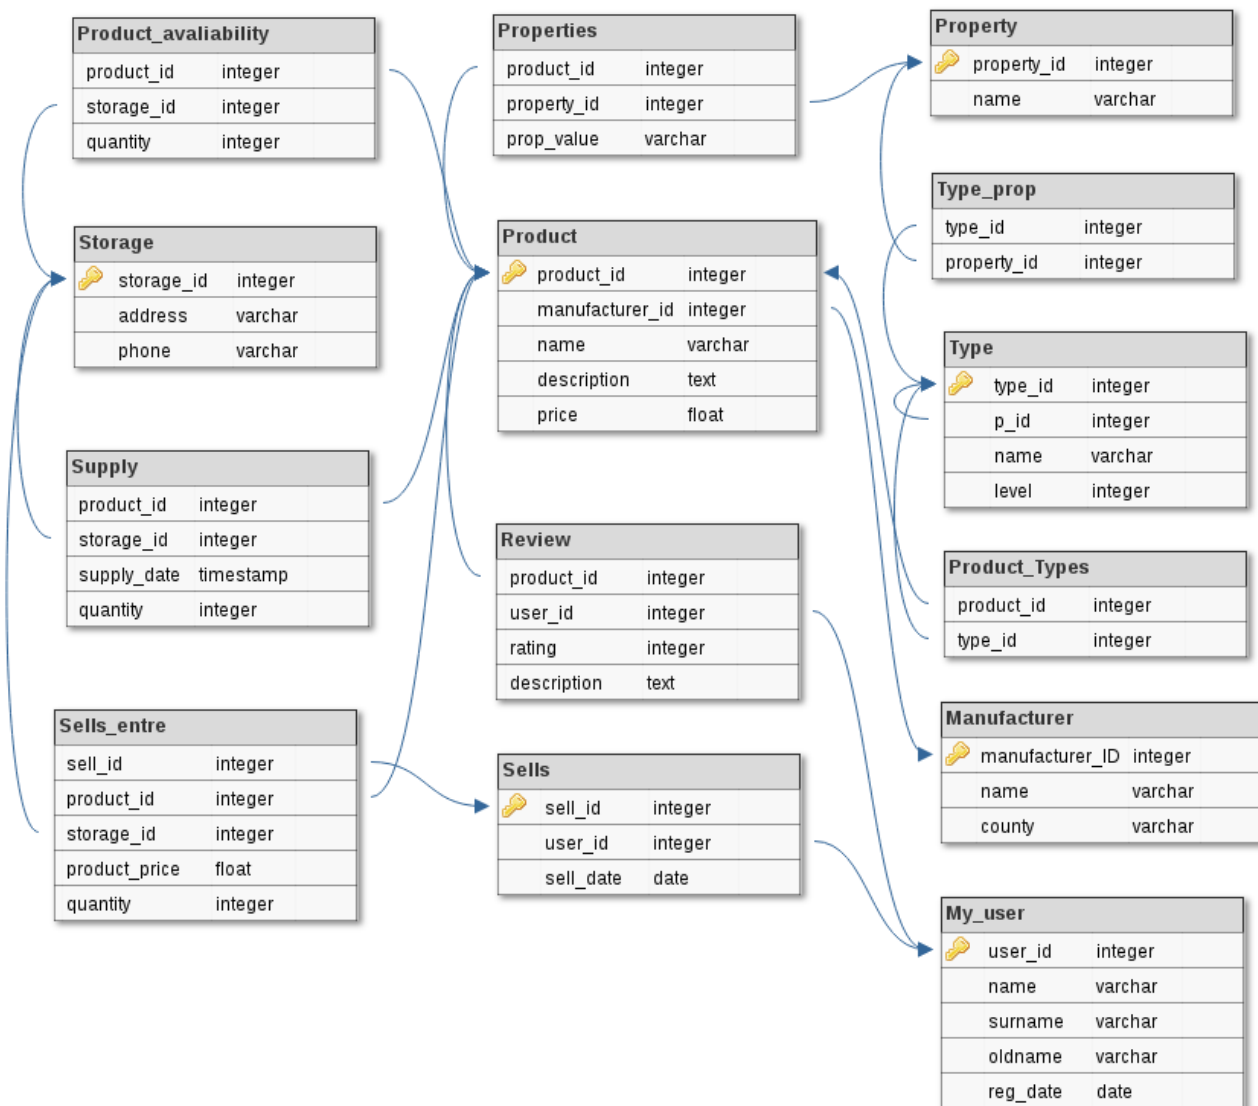 Product_avaliability
product_id integer
storage_id integer
quantity integer
Storage
storage_id integer
address varchar
phone varchar
Supply
product_id integer
storage_id integer
supply_date timestamp
quantity integer
Sells_entre
sell_id integer
product_id integer
storage_id integer
product_price float
quantity integer
Properties
product_id integer
property_id integer
prop_value varchar
Product
product_id integer
manufacturer_id integer
name varchar
description text
price float
Review
product_id integer
user_id integer
rating integer
description text
Sells
sell_id integer
user_id integer
sell_date date
Property
property_id integer
name varchar
Type_prop
type_id integer
property_id integer
Type
type_id integer
p_id integer
name varchar
level integer
Product_Types
product_id integer
type_id integer
Manufacturer
manufacturer_ID integer
name varchar
county varchar
My_user
user_id integer
name varchar
surname varchar
oldname varchar
reg_date date